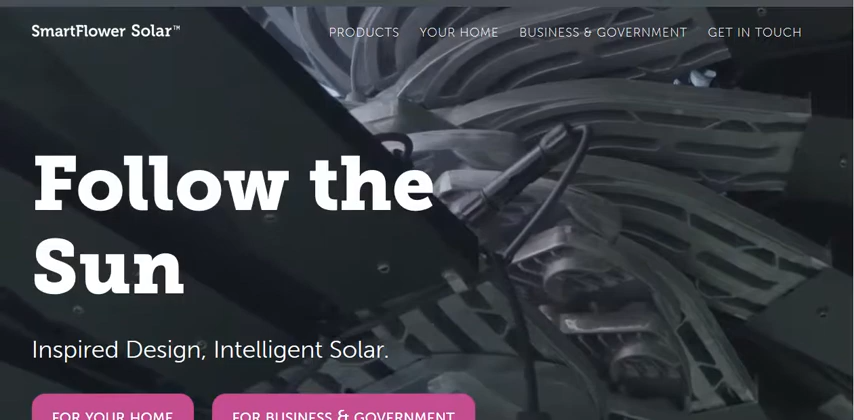 SmartFlower Solar™
PRODUCTS YOUR HOME BUSINESS & GOVERNMENT GET IN TOUCH
Follow the
Sun
Inspired Design, Intelligent Solar.
FOR YOUR HOME FOR BUSINESS & GOVERNMENT